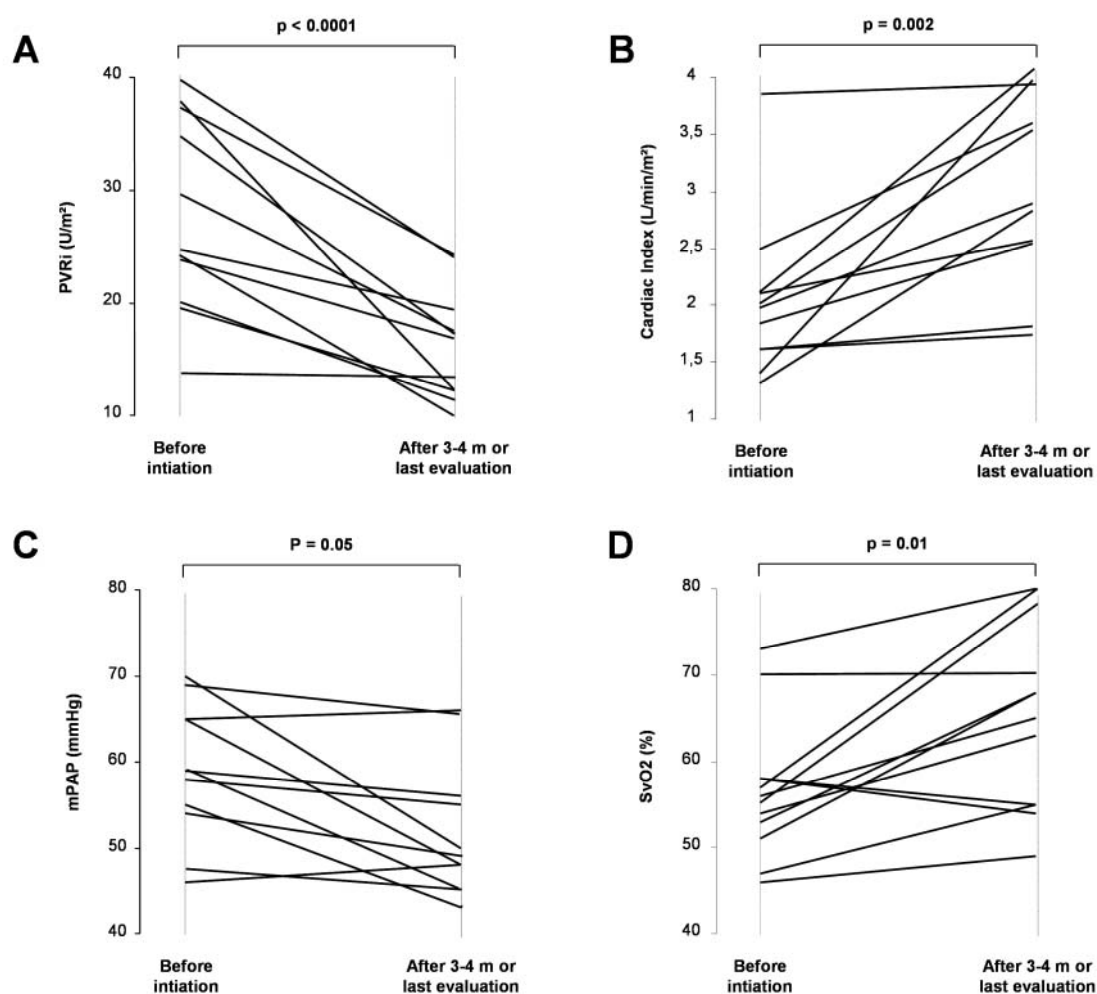 A
p < 0.0001
PVRi (U/m²)
40
30
20
10
Before
intiation
After 3-4 m or
last evaluation
B
p = 0.002
Cardiac Index (L/min/m²)
4
3,5
3
2,5
2
1,5
1
Before
intiation
After 3-4 m or
last evaluation
C
P = 0.05
mPAP (mmHg)
80
70
60
50
40
Before
intiation
After 3-4 m or
last evaluation
D
p = 0.01
SvO2 (%)
80
70
60
50
40
Before
intiation
After 3-4 m or
last evaluation